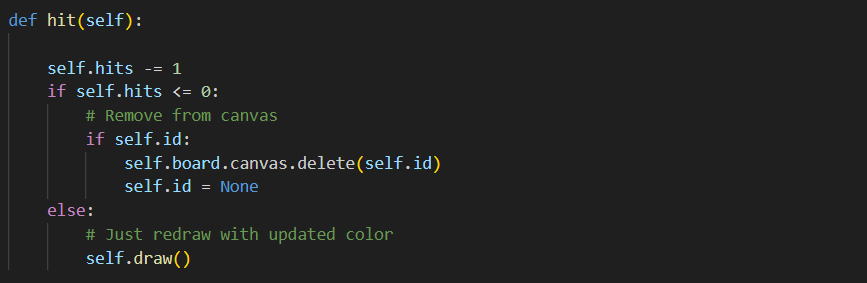 def hit(self):
    self.hits -= 1
    if self.hits <= 0:
        # Remove from canvas
        if self.id:
            self.board.canvas.delete(self.id)
            self.id = None
    else:
        # Just redraw with updated color
        self.draw()